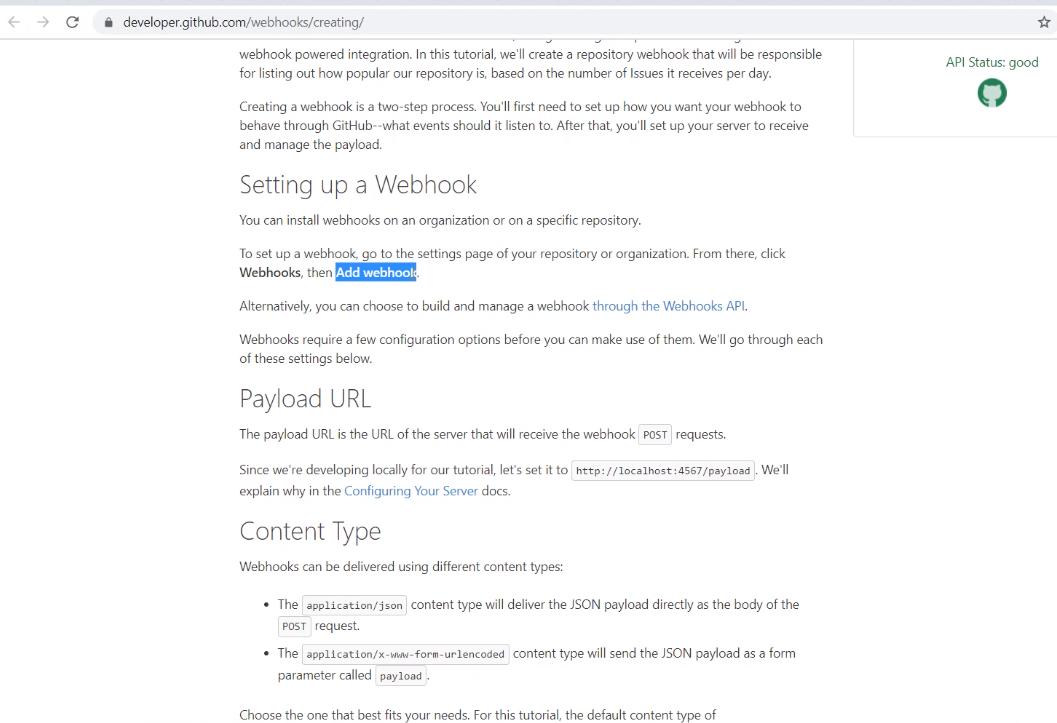 developer.github.com/webhooks/creating/
webhook powered integration. In this tutorial, we'll create a repository webhook that will be responsible
for listing out how popular our repository is, based on the number of Issues it receives per day.
API Status: good
Creating a webhook is a two-step process. You'll first need to set up how you want your webhook to
behave through GitHub--what events should it listen to. After that, you'll set up your server to receive
and manage the payload.
Setting up a Webhook
You can install webhooks on an organization or on a specific repository.
To set up a webhook, go to the settings page of your repository or organization. From there, click
Webhooks, then Add webhook.
Alternatively, you can choose to build and manage a webhook through the Webhooks API.
Webhooks require a few configuration options before you can make use of them. We'll go through each
of these settings below.
Payload URL
The payload URL is the URL of the server that will receive the webhook POST requests.
Since we're developing locally for our tutorial, let's set it to http://localhost:4567/payload. We'll
explain why in the Configuring Your Server docs.
Content Type
Webhooks can be delivered using different content types:
• The application/json content type will deliver the JSON payload directly as the body of the
POST request.
• The application/x-www-form-urlencoded content type will send the JSON payload as a form
parameter called payload.
Choose the one that best fits your needs. For this tutorial, the default content type of